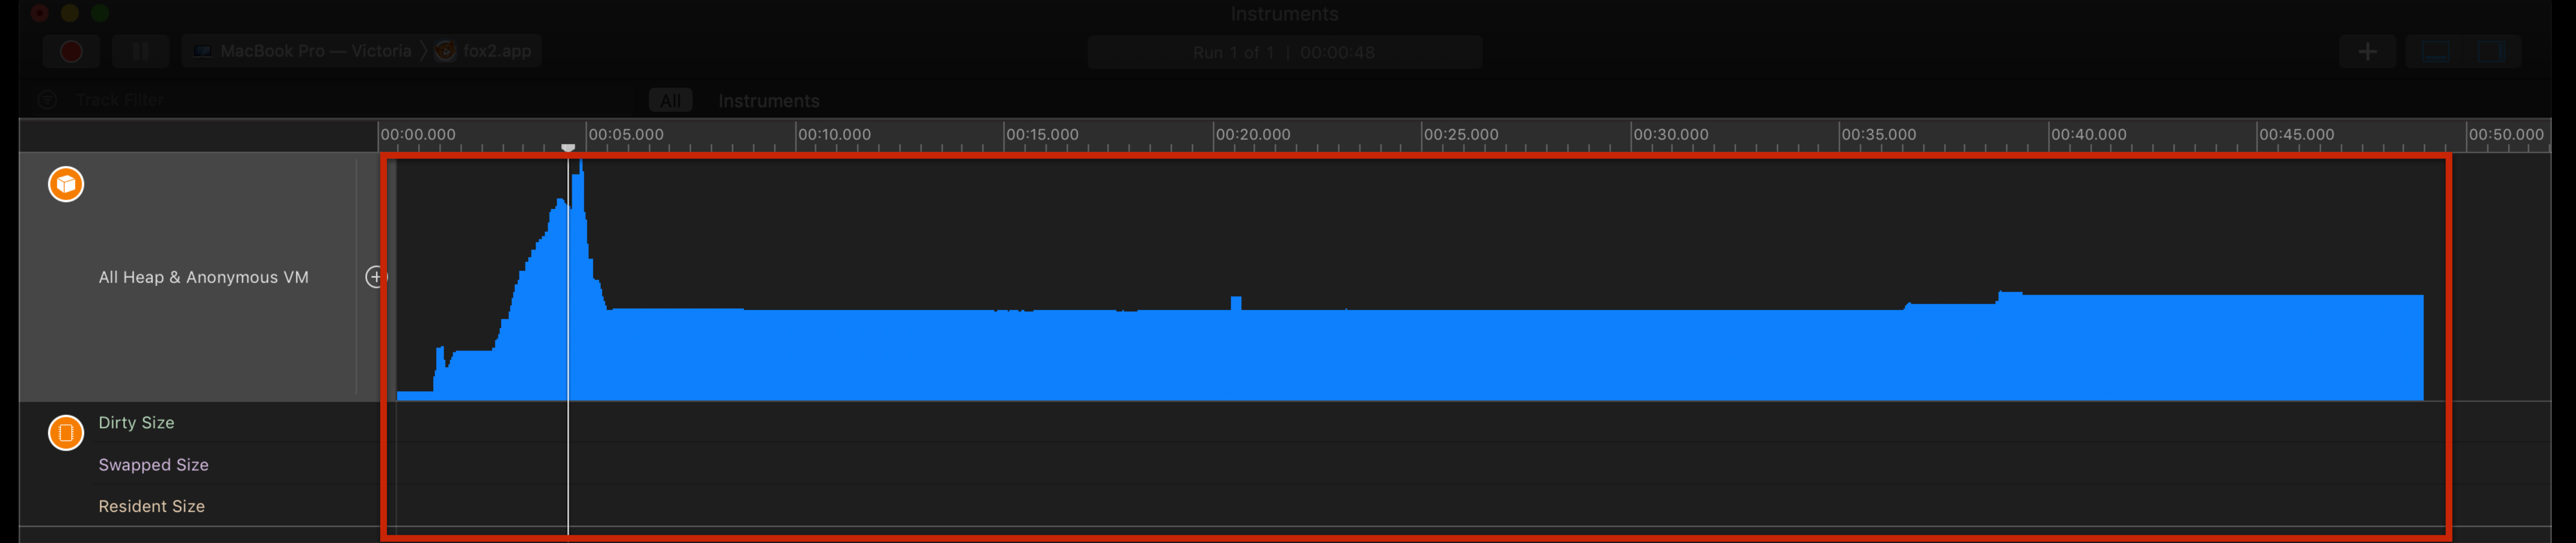 Instruments
MacBook Pro — Victoria 〉 fox2.app
Run 1 of 1 | 00:00:48
Track Filter
All Instruments
00:00.000 00:05.000 00:10.000 00:15.000 00:20.000 00:25.000 00:30.000 00:35.000 00:40.000 00:45.000 00:50.000
All Heap & Anonymous VM
Dirty Size
Swapped Size
Resident Size